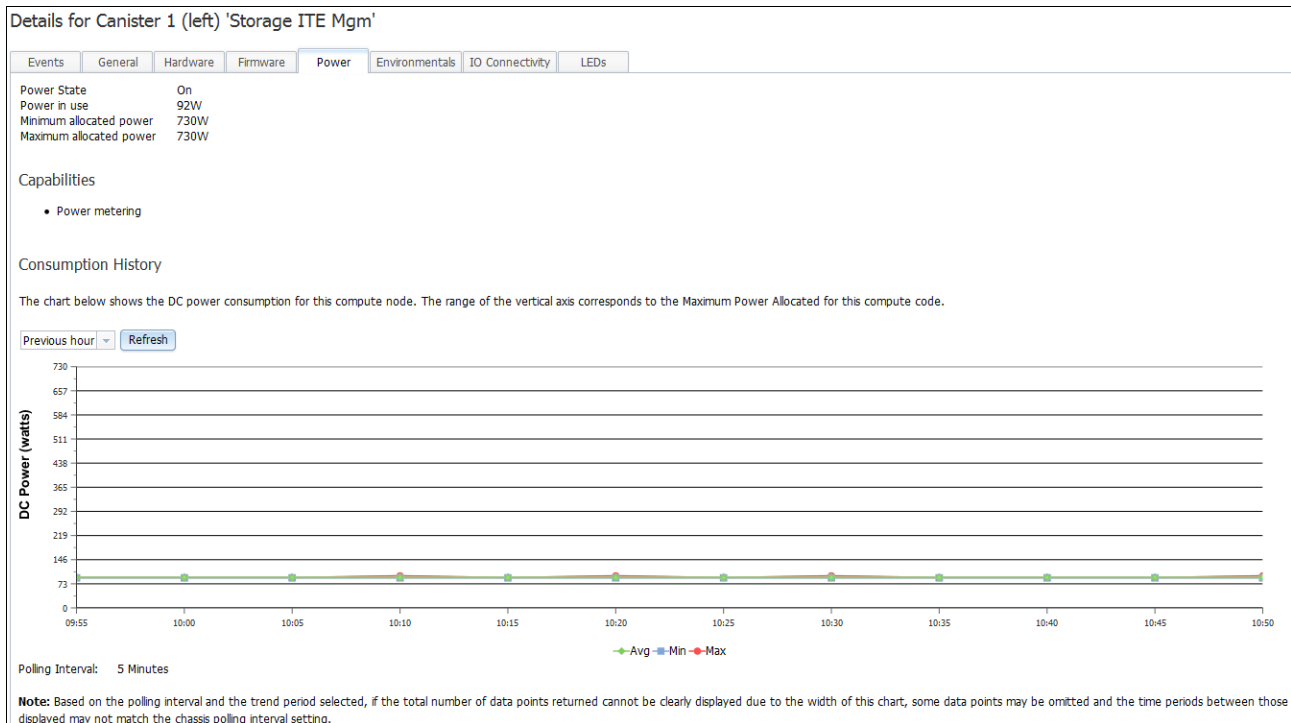 Details for Canister 1 (left) 'Storage ITE Mgm'
Events General Hardware Firmware Power Environmentals IO Connectivity LEDs
Power State On
Power in use 92W
Minimum allocated power 730W
Maximum allocated power 730W
Capabilities
• Power metering
Consumption History
The chart below shows the DC power consumption for this compute node. The range of the vertical axis corresponds to the Maximum Power Allocated for this compute code.
Previous hour Refresh
730
657
584
511
438
365
292
219
146
73
0
DC Power (watts)
09:55 10:00 10:05 10:10 10:15 10:20 10:25 10:30 10:35 10:40 10:45 10:50
Avg Min Max
Polling Interval: 5 Minutes
Note: Based on the polling interval and the trend period selected, if the total number of data points returned cannot be clearly displayed due to the width of this chart, some data points may be omitted and the time periods between those
displayed may not match the chassis polling interval setting.